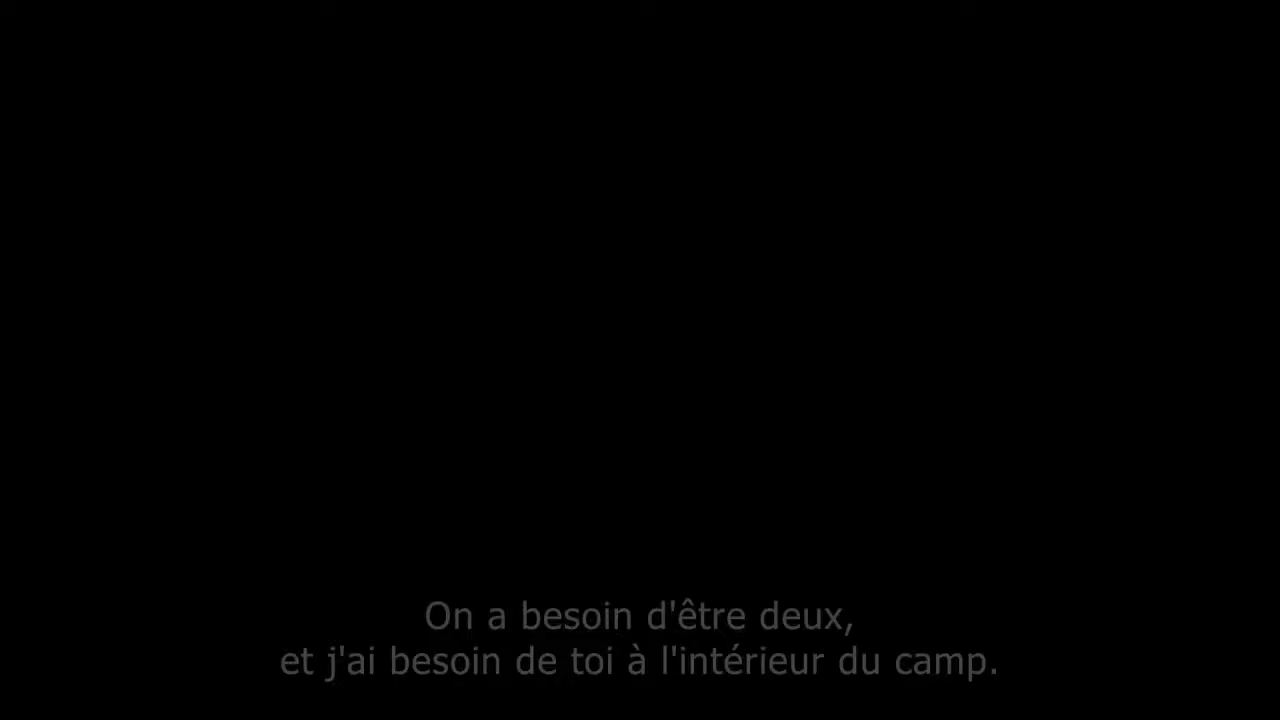 On a besoin d'être deux,
et j'ai besoin de toi à l'intérieur du camp.